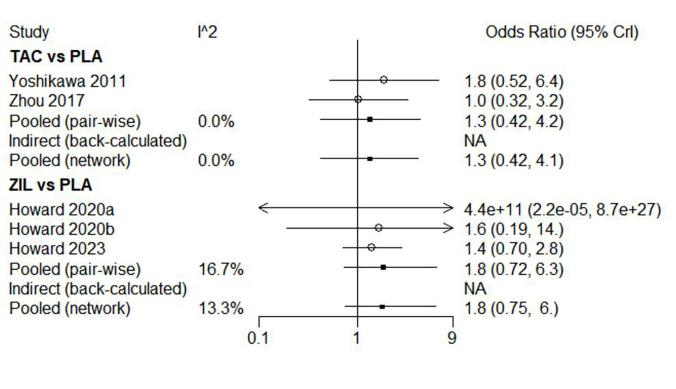 Study I^2 Odds Ratio (95% CrI)
TAC vs PLA
Yoshikawa 2011 1.8 (0.52, 6.4)
Zhou 2017 1.0 (0.32, 3.2)
Pooled (pair-wise) 0.0% 1.3 (0.42, 4.2)
Indirect (back-calculated) NA
Pooled (network) 0.0% 1.3 (0.42, 4.1)
ZIL vs PLA
Howard 2020a 4.4e+11 (2.2e-05, 8.7e+27)
Howard 2020b 1.6 (0.19, 14.)
Howard 2023 1.4 (0.70, 2.8)
Pooled (pair-wise) 16.7% 1.8 (0.72, 6.3)
Indirect (back-calculated) NA
Pooled (network) 13.3% 1.8 (0.75, 6.)
0.1 1 9